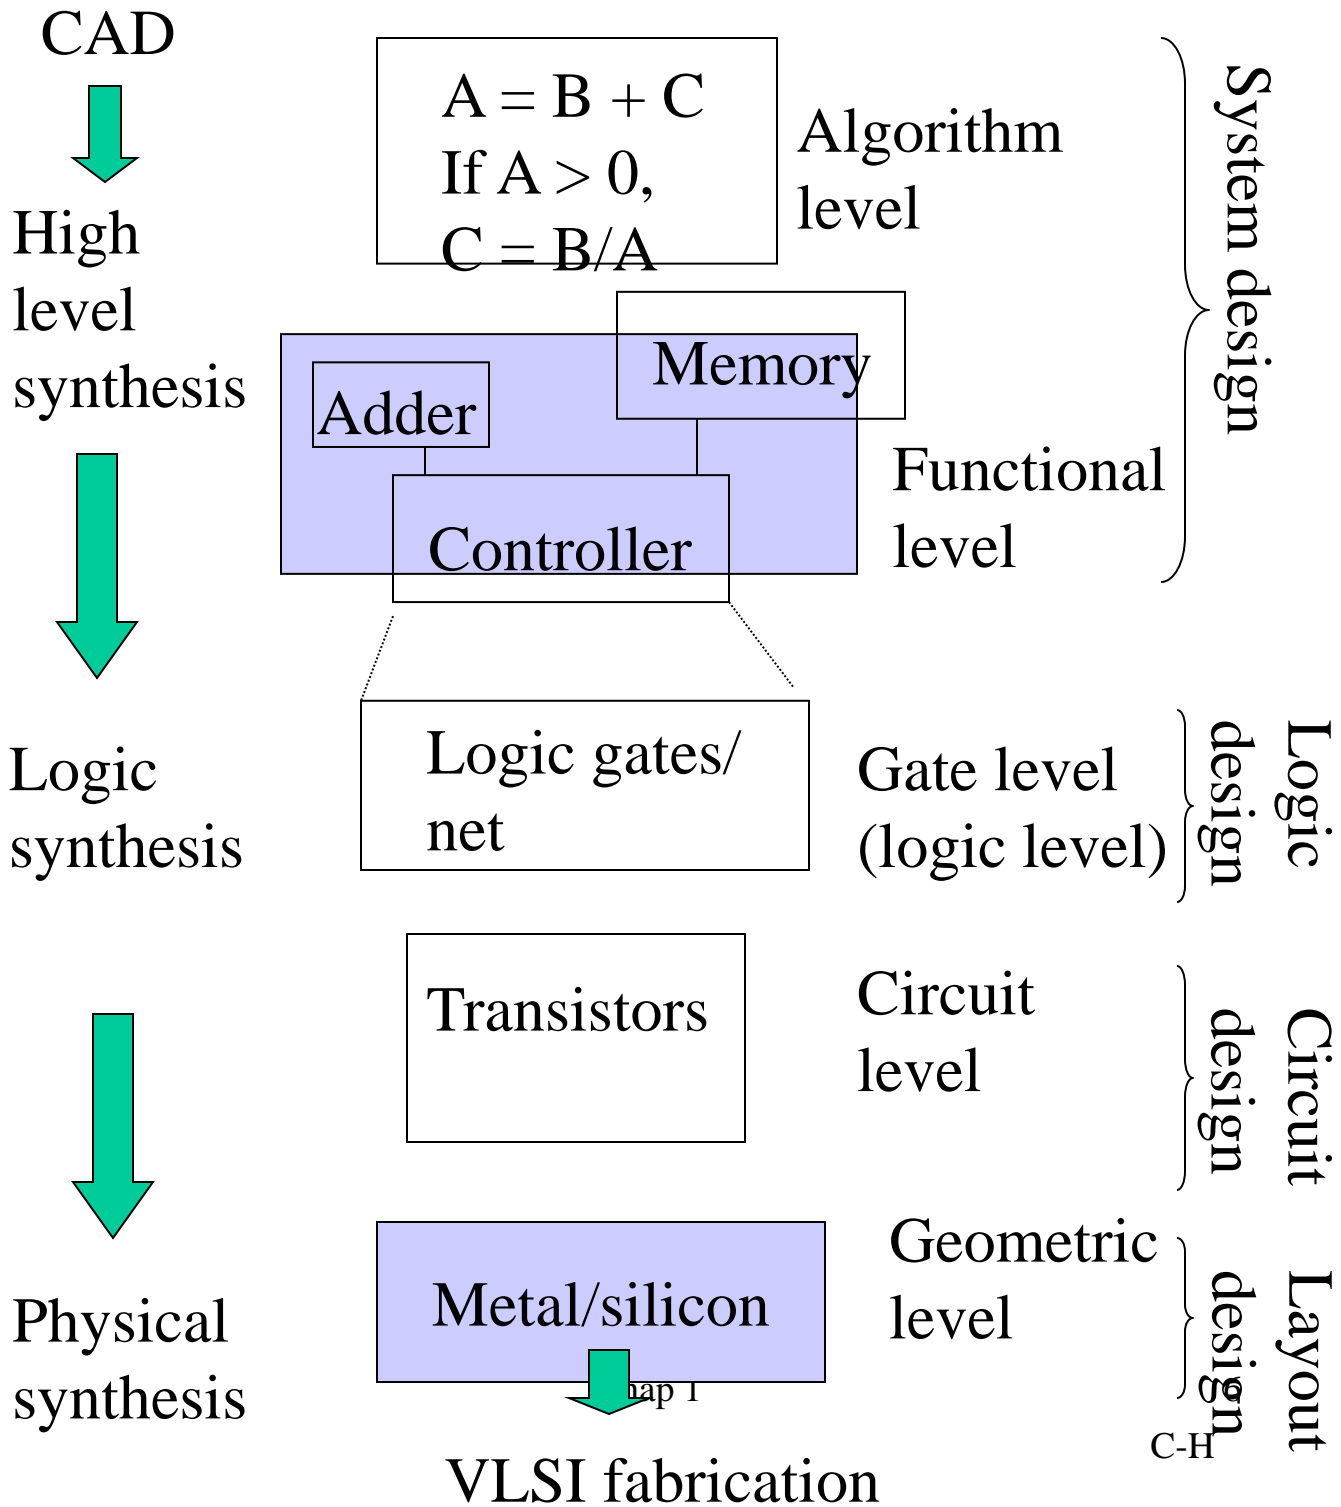 CAD
High
level
synthesis
Logic
synthesis
Physical
synthesis
A = B + C
If A > 0,
C = B/A
Algorithm
level
Adder
Memory
Controller
Functional
level
System design
Logic gates/
net
Gate level
(logic level)
Logic
design
Transistors
Circuit
level
Circuit
design
Metal/silicon
Geometric
level
Layout
design
1
C-H
VLSI fabrication